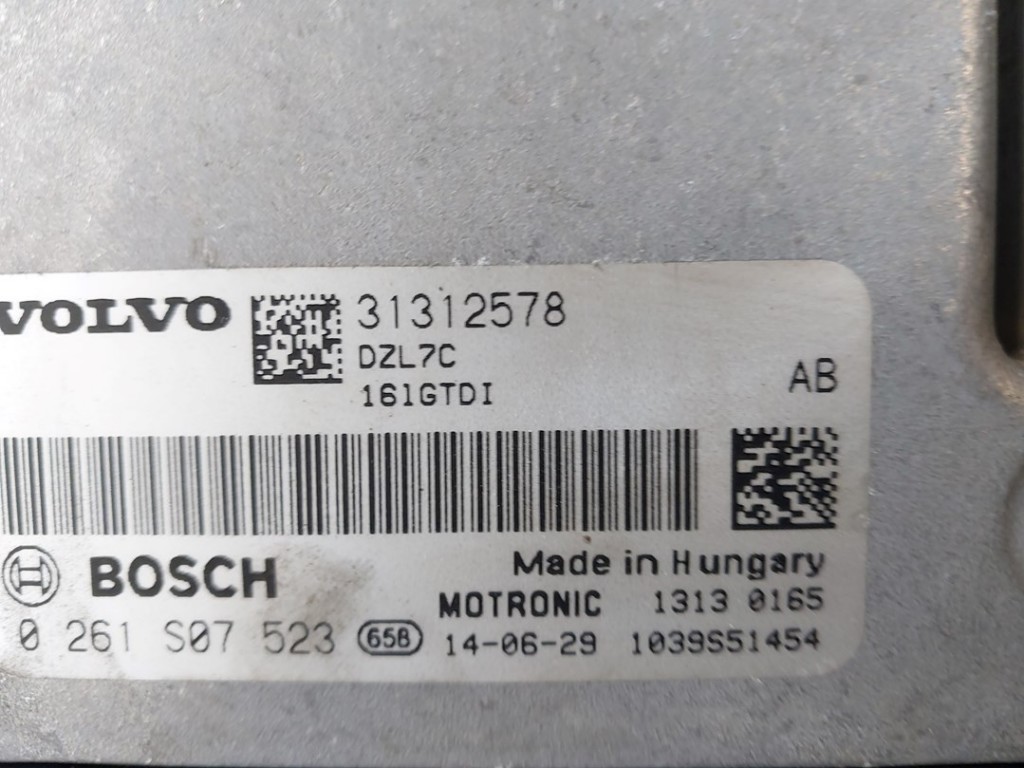 VOLVO 31312578
DZL7C
161GTDI
AB
BOSCH
Made in Hungary
MOTRONIC 1313 0165
0 261 S07 523 65B 14-06-29 1039S51454